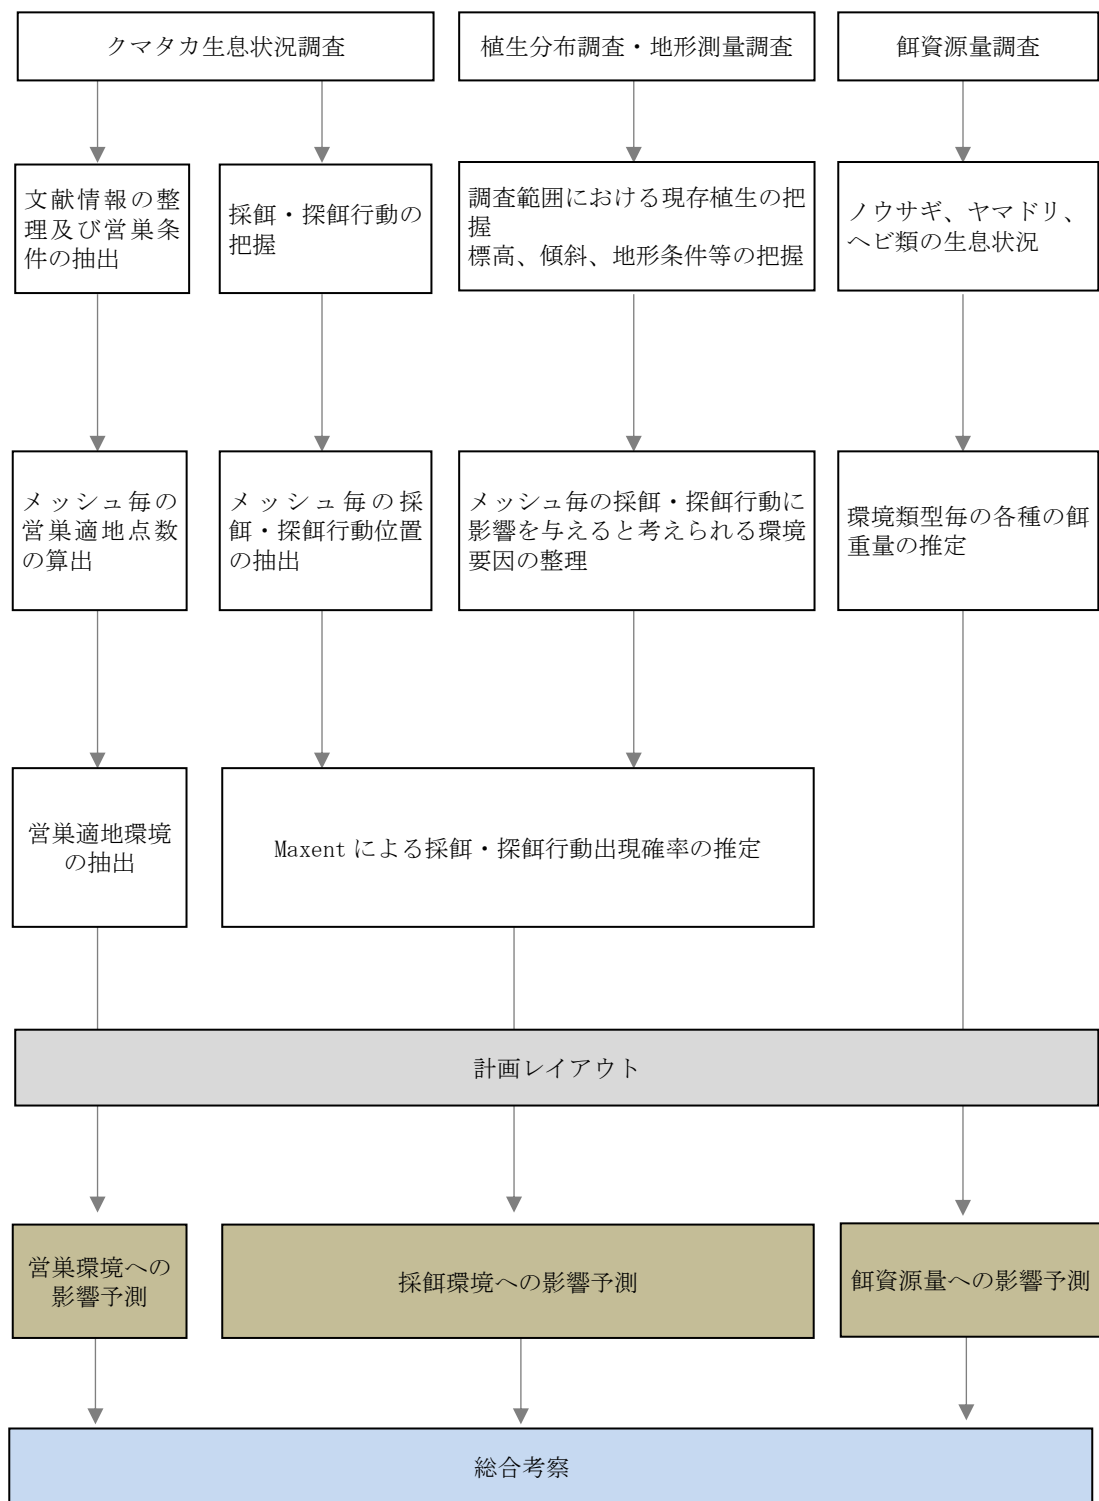 クマタカ生息状況調査
植生分布調査・地形測量調査
餌資源量調査
文献情報の整
理及び営巣条
件の抽出
採餌・探餌行動の
把握
調査範囲における現存植生の把
握
標高、傾斜、地形条件等の把握
ノウサギ、ヤマドリ、
ヘビ類の生息状況
メッシュ毎の
営巣適地点数
の算出
メッシュ毎の採
餌・探餌行動位置
の抽出
メッシュ毎の採餌・探餌行動に
影響を与えると考えられる環境
要因の整理
環境類型毎の各種の餌
重量の推定
営巣適地環境
の抽出
Maxent による採餌・探餌行動出現確率の推定
計画レイアウト
営巣環境への
影響予測
採餌環境への影響予測
餌資源量への影響予測
総合考察